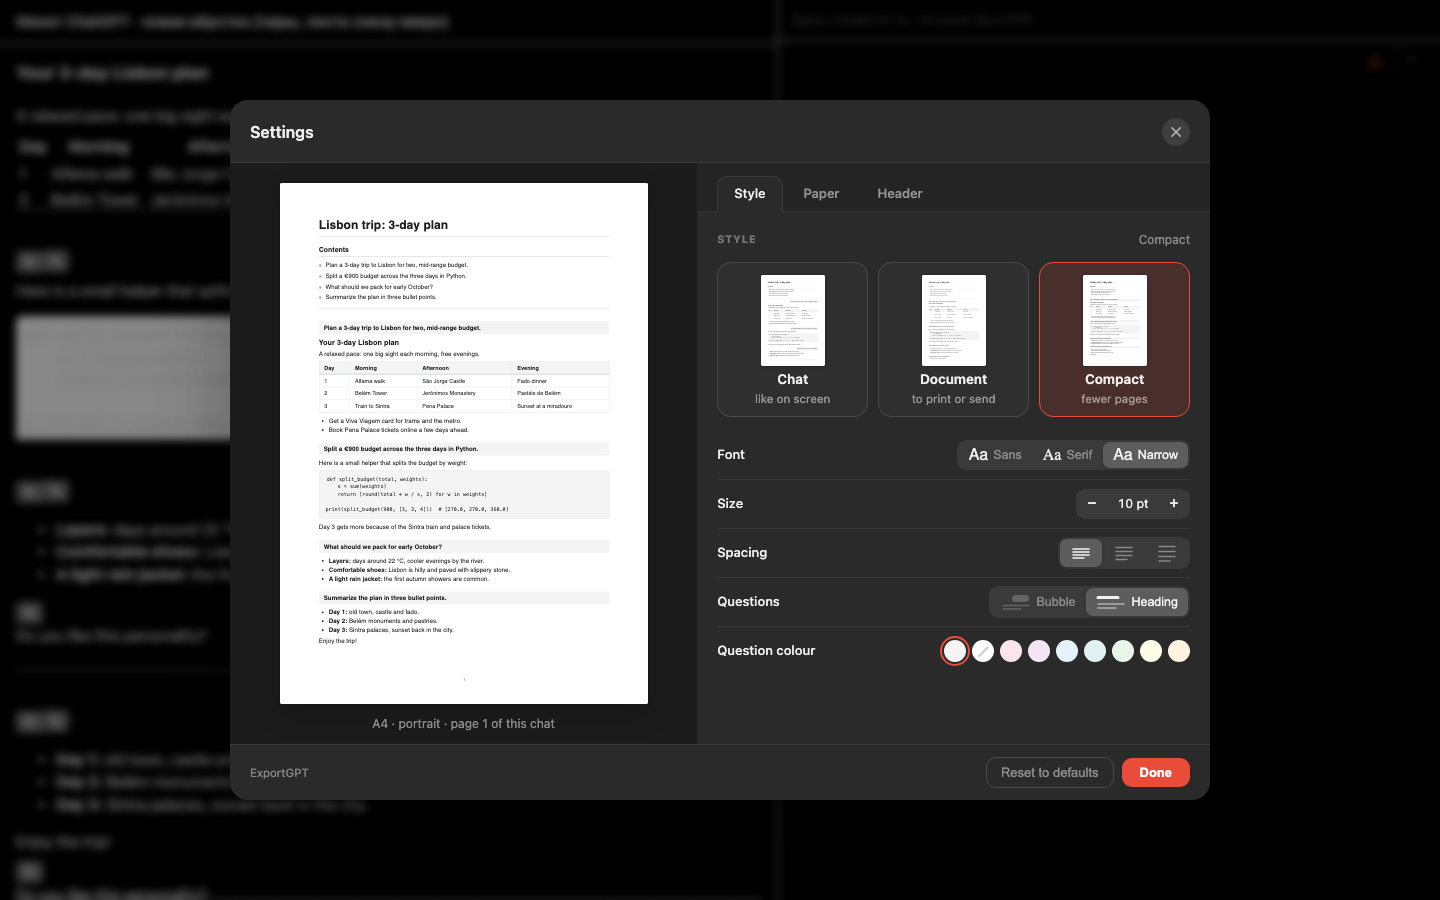 Your 3-day Lisbon plan
Settings
Lisbon trip: 3-day plan
Contents
Plan a 3-day trip to Lisbon for two, mid-range budget.
Split a €900 budget across the three days in Python.
What should we pack for early October?
Summarize the plan in three bullet points.
Plan a 3-day trip to Lisbon for two, mid-range budget.
Your 3-day Lisbon plan
A relaxed pace: one big sight each morning, free evenings.
Day Morning Afternoon Evening
1 Alfama walk São Jorge Castle Fado dinner
2 Belém Tower Jerónimos Monastery Pastéis de Belém
3 Train to Sintra Pena Palace Sunset at a miradouro
• Get a Viva Viagem card for trams and the metro.
• Book Pena Palace tickets online a few days ahead.
Split a €900 budget across the three days in Python.
Here is a small helper that splits the budget by weight:
def split_budget(total, weights):
s = sum(weights)
return [round(total * w / s, 2) for w in weights]
print(split_budget(900, [3, 3, 4])) # [270.0, 270.0, 360.0]
Day 3 gets more because of the Sintra train and palace tickets.
What should we pack for early October?
• Layers: days around 22 °C, cooler evenings by the river.
• Comfortable shoes: Lisbon is hilly and paved with slippery stone.
• A light rain jacket: the first autumn showers are common.
Summarize the plan in three bullet points.
• Day 1: old town, castle and fado.
• Day 2: Belém monuments and pastries.
• Day 3: Sintra palaces, sunset back in the city.
Enjoy the trip!
1
A4 · portrait · page 1 of this chat
Style Paper Header
STYLE Compact
Chat
like on screen
Document
to print or send
Compact
fewer pages
Font Aa Sans Aa Serif Aa Narrow
Size − 10 pt +
Spacing
Questions Bubble Heading
Question colour
ExportGPT
Reset to defaults Done